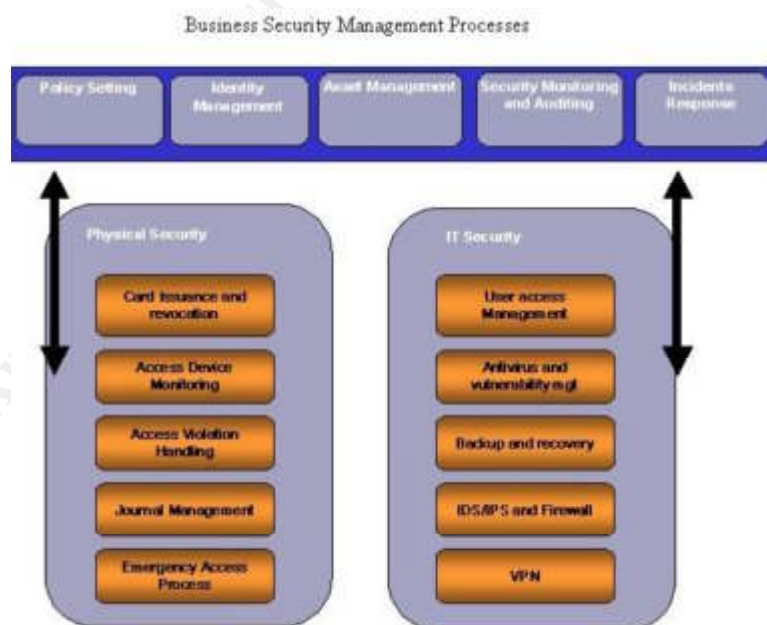 Business Security Management Processes
Policy Setting
Identity
Management
Asset Management
Security Monitoring
and Auditing
Incidents
Response
Physical Security
Card Issuance and
revocation
Access Device
Monitoring
Access Violation
Handling
Journal Management
Emergency Access
Process
IT Security
User access
Management
Antivirus and
vulnerability mgt
Backup and recovery
IDS/IPS and Firewall
VPN